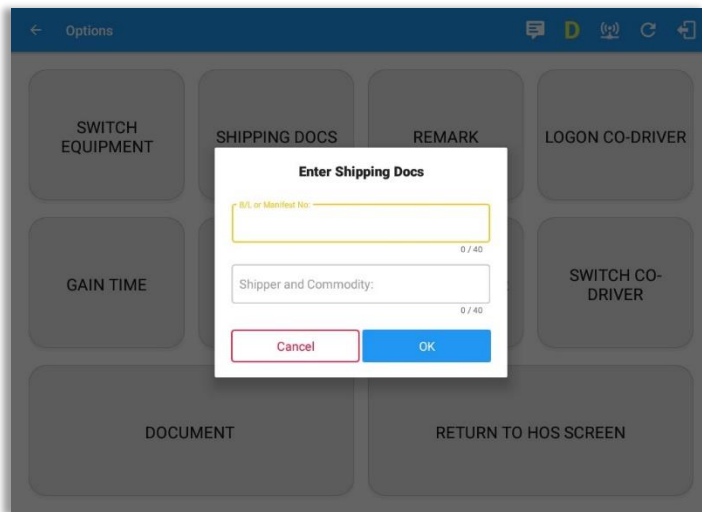 Options
D
SWITCH
EQUIPMENT
SHIPPING DOCS
REMARK
LOGON CO-DRIVER
Enter Shipping Docs
B/L or Manifest No:
0 / 40
Shipper and Commodity:
0 / 40
Cancel
OK
GAIN TIME
SWITCH CO-
DRIVER
DOCUMENT
RETURN TO HOS SCREEN